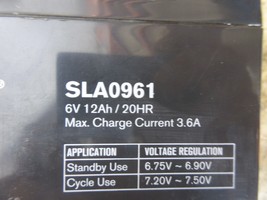 SLA0961
6V 12Ah / 20HR
Max. Charge Current 3.6A
APPLICATION VOLTAGE REGULATION
Standby Use 6.75V ~ 6.90V
Cycle Use 7.20V ~ 7.50V